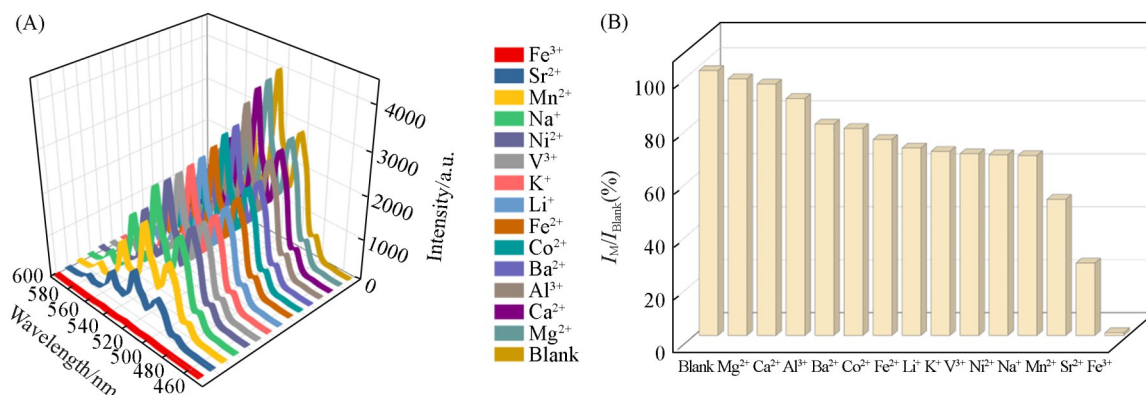 (A)
4000
3000
2000
1000
0
Intensity/a.u.
600
580
560
540
520
500
480
460
Wavelength/nm
Fe³⁺
Sr²⁺
Mn²⁺
Na⁺
Ni²⁺
V³⁺
K⁺
Li⁺
Fe²⁺
Co²⁺
Ba²⁺
Al³⁺
Ca²⁺
Mg²⁺
Blank
(B)
I_M/I_Blank(%)
100
80
60
40
20
0
Blank Mg²⁺ Ca²⁺ Al³⁺ Ba²⁺ Co²⁺ Fe²⁺ Li⁺ K⁺ V³⁺ Ni²⁺ Na⁺ Mn²⁺ Sr²⁺ Fe³⁺